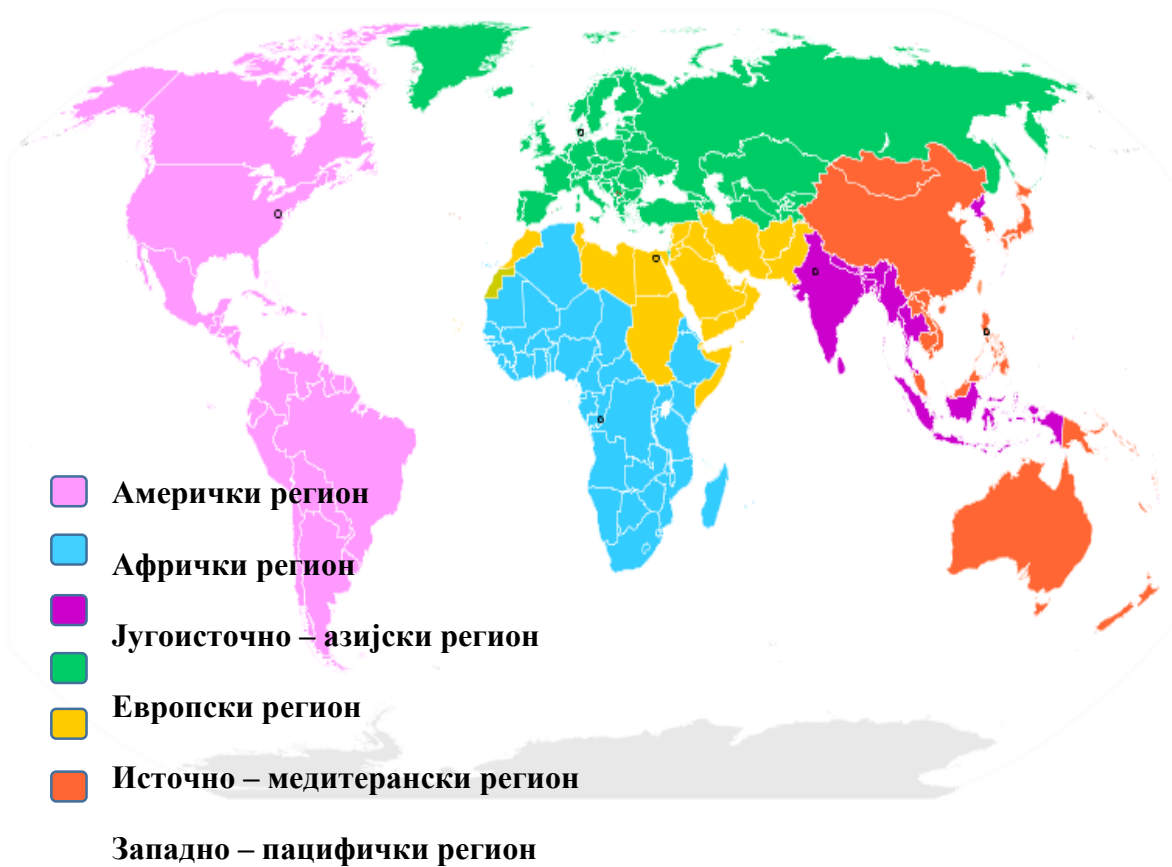 Амерички регион
Афрички регион
Југоисточно – азијски регион
Европски регион
Источно – медитерански регион
Западно – пацифички регион